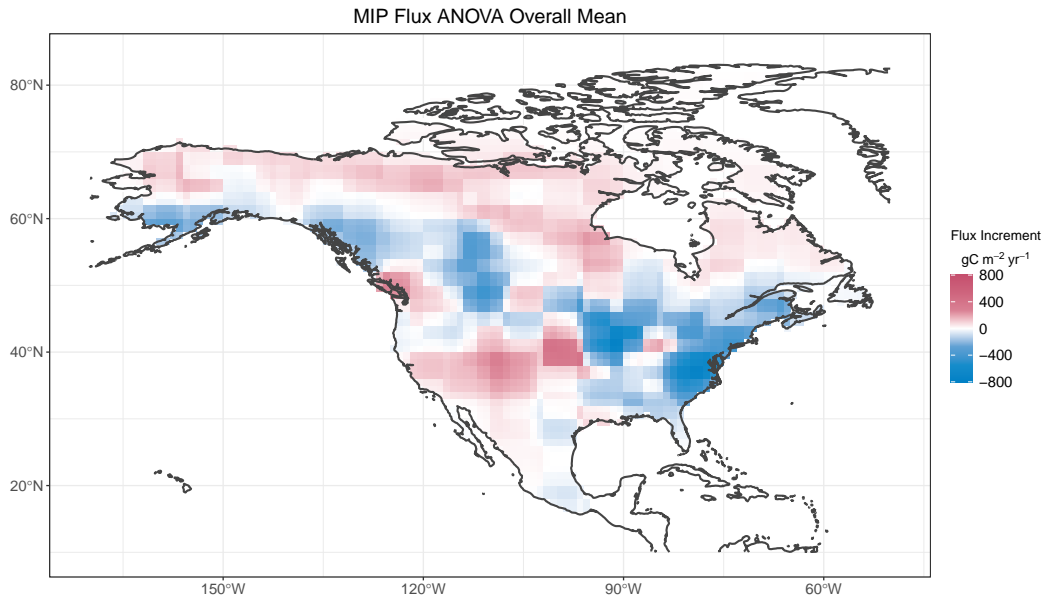 MIP Flux ANOVA Overall Mean
80°N
60°N
40°N
20°N
150°W
120°W
90°W
60°W
Flux Increment
gC m⁻² yr⁻¹
800
400
0
−400
−800